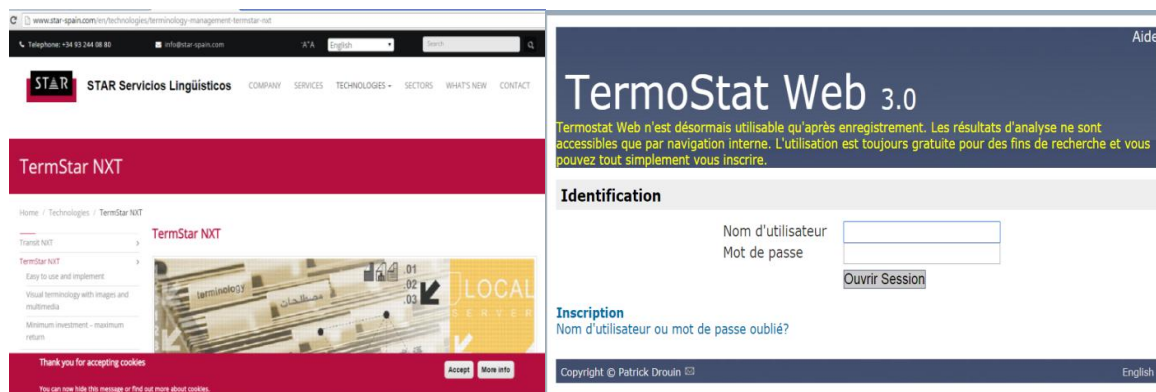 www.star-spain.com/en/technologies/terminology-management-termstar-nxt
Telephone: +34 93 244 08 80 info@star-spain.com ‑A⁺A English Search
STAR STAR Servicios Lingüísticos COMPANY SERVICES TECHNOLOGIES SECTORS WHAT'S NEW CONTACT
TermStar NXT
Home / Technologies / TermStar NXT
Transit NXT
TermStar NXT
Easy to use and implement
Visual terminology with images and
multimedia
Minimum investment – maximum
return
TermStar NXT
terminology
مصطلحات
.01
.02
.03
LOCAL
SERVER
Thank you for accepting cookies
You can now hide this message or find out more about cookies.
Accept More info
Aide
TermoStat Web 3.0
Termostat Web n'est désormais utilisable qu'après enregistrement. Les résultats d'analyse ne sont
accessibles que par navigation interne. L'utilisation est toujours gratuite pour des fins de recherche et vous
pouvez tout simplement vous inscrire.
Identification
Nom d'utilisateur
Mot de passe
Ouvrir Session
Inscription
Nom d'utilisateur ou mot de passe oublié?
Copyright © Patrick Drouin English